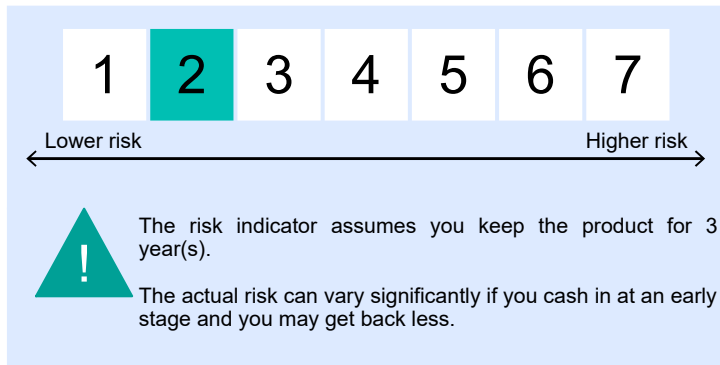 1 2 3 4 5 6 7
Lower risk Higher risk
The risk indicator assumes you keep the product for 3
year(s).
!
The actual risk can vary significantly if you cash in at an early
stage and you may get back less.